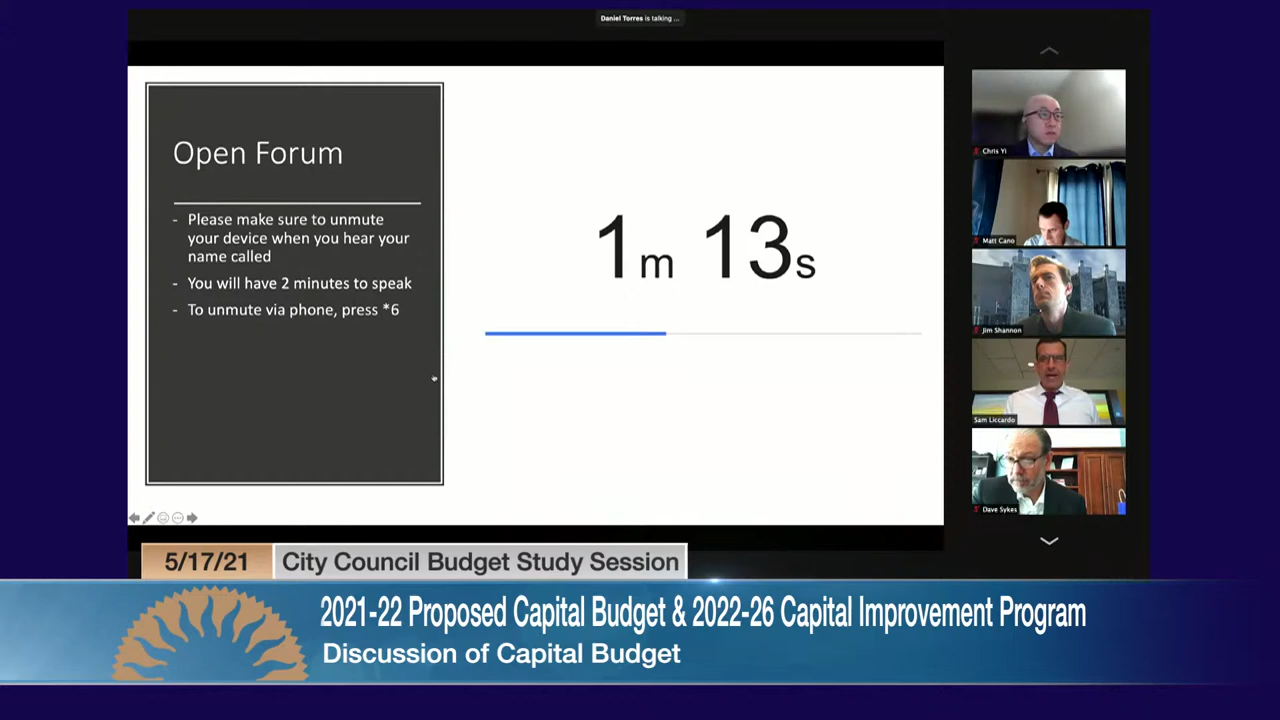 Daniel Torres is talking ...
Open Forum
- Please make sure to unmute
your device when you hear your
name called
- You will have 2 minutes to speak
- To unmute via phone, press *6
1m 13s
Chris Yi
Matt Cano
Jim Shannon
Sam Liccardo
Dave Sykes
5/17/21
City Council Budget Study Session
2021-22 Proposed Capital Budget & 2022-26 Capital Improvement Program
Discussion of Capital Budget